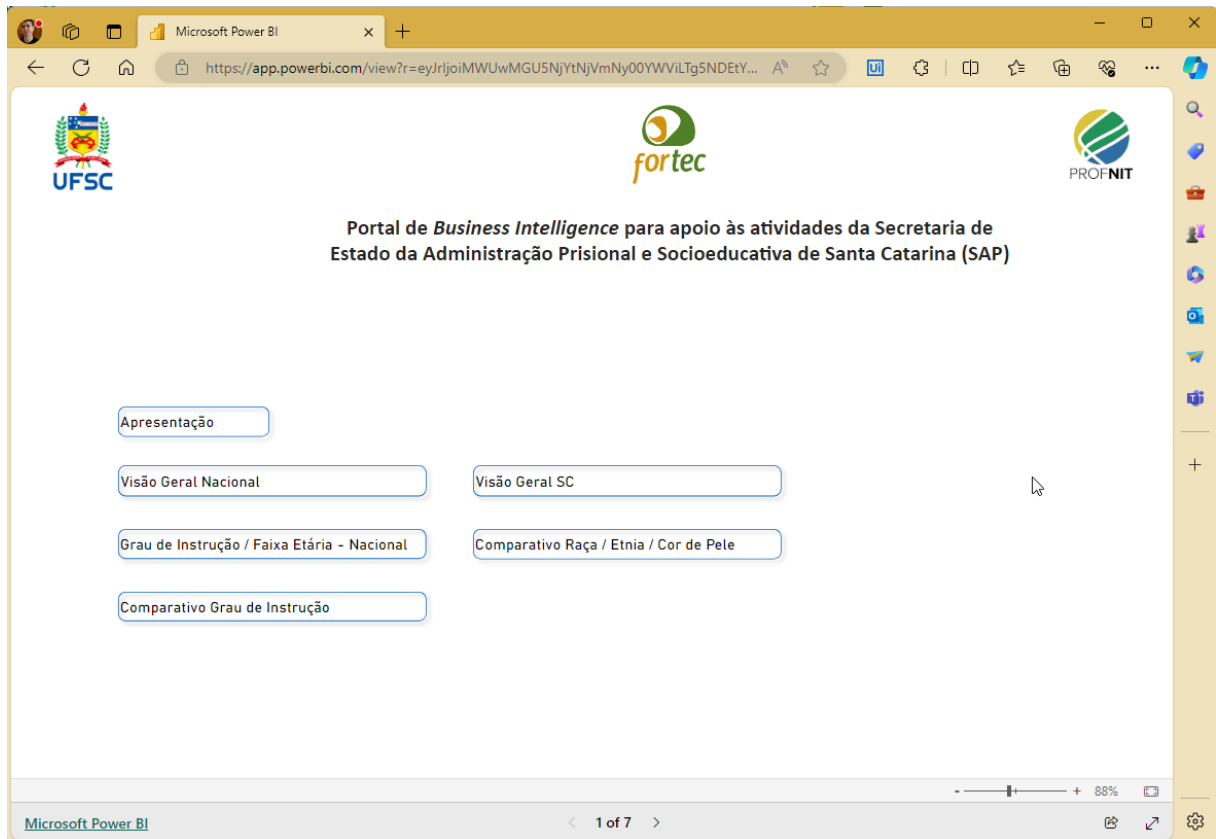 Microsoft Power BI
https://app.powerbi.com/view?r=eyJrIjoiMWUwMGU5NjYtNjVmNy00YWViLTg5NDEtY...
UFSC
fortec
PROFNIT
Portal de Business Intelligence para apoio às atividades da Secretaria de
Estado da Administração Prisional e Socioeducativa de Santa Catarina (SAP)
Apresentação
Visão Geral Nacional
Visão Geral SC
Grau de Instrução / Faixa Etária - Nacional
Comparativo Raça / Etnia / Cor de Pele
Comparativo Grau de Instrução
- + 88%
Microsoft Power BI
1 of 7